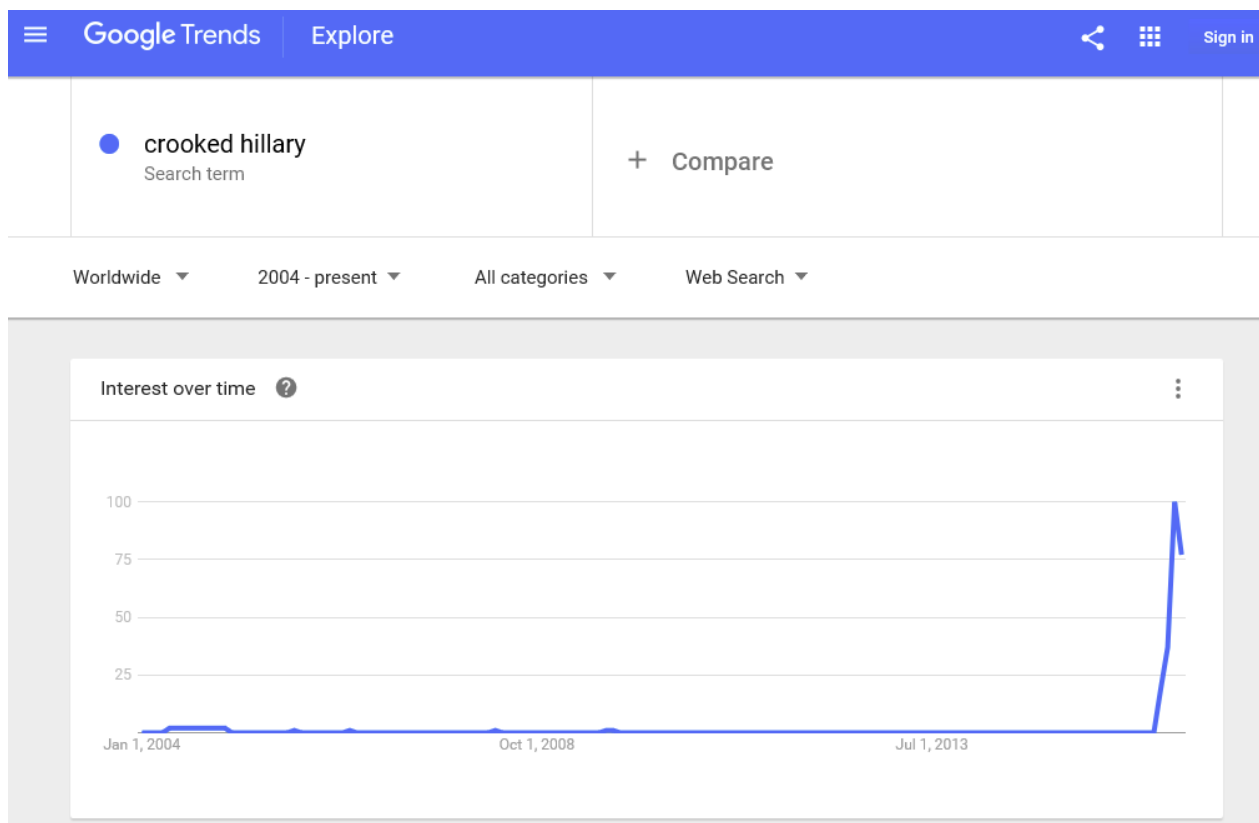 Google Trends Explore Sign in
crooked hillary
Search term
+ Compare
Worldwide 2004 - present All categories Web Search
Interest over time ?
100
75
50
25
Jan 1, 2004 Oct 1, 2008 Jul 1, 2013